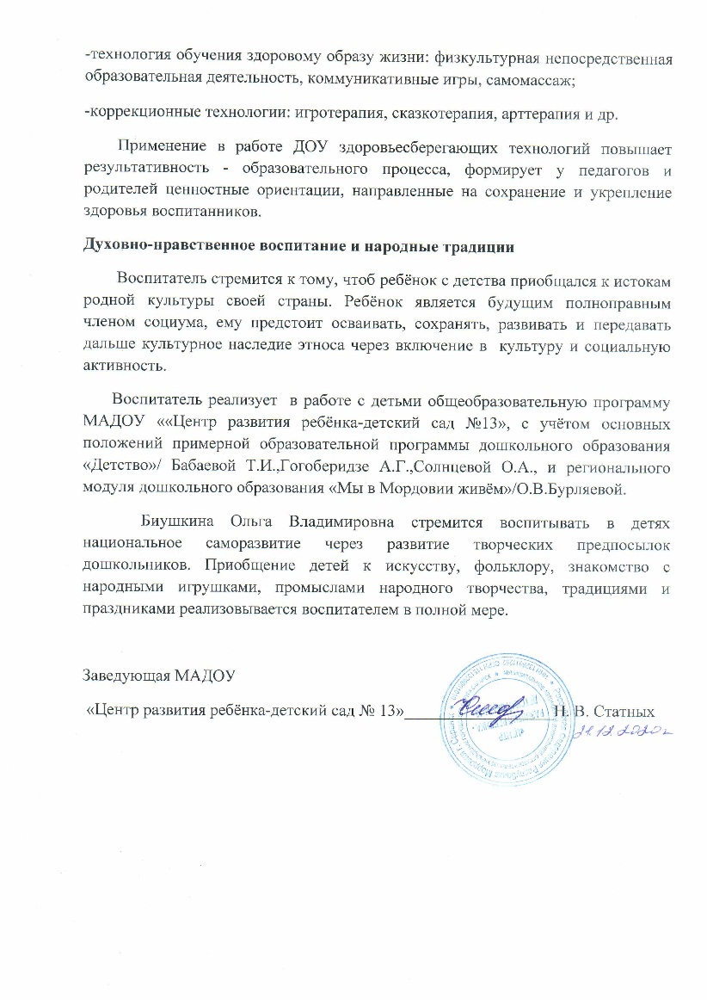 -технология обучения здоровому образу жизни: физкультурная непосредственная
образовательная деятельность, коммуникативные игры, самомассаж;
-коррекционные технологии: игротерапия, сказкотерапия, арттерапия и др.
Применение в работе ДОУ здоровьесберегающих технологий повышает
результативность - образовательного процесса, формирует у педагогов и
родителей ценностные ориентации, направленные на сохранение и укрепление
здоровья воспитанников.
Духовно-нравственное воспитание и народные традиции
Воспитатель стремится к тому, чтоб ребёнок с детства приобщался к истокам
родной культуры своей страны. Ребёнок является будущим полноправным
членом социума, ему предстоит осваивать, сохранять, развивать и передавать
дальше культурное наследие этноса через включение в культуру и социальную
активность.
Воспитатель реализует в работе с детьми общеобразовательную программу
МАДОУ ««Центр развития ребёнка-детский сад №13», с учётом основных
положений примерной образовательной программы дошкольного образования
«Детство»/ Бабаевой Т.И.,Гогоберидзе А.Г.,Солнцевой О.А., и регионального
модуля дошкольного образования «Мы в Мордовии живём»/О.В.Бурляевой.
Биушкина Ольга Владимировна стремится воспитывать в детях
национальное саморазвитие через развитие творческих предпосылок
дошкольников. Приобщение детей к искусству, фольклору, знакомство с
народными игрушками, промыслами народного творчества, традициями и
праздниками реализовывается воспитателем в полной мере.
Заведующая МАДОУ
«Центр развития ребёнка-детский сад № 13»__________________Н. В. Статных
21.12.2020г